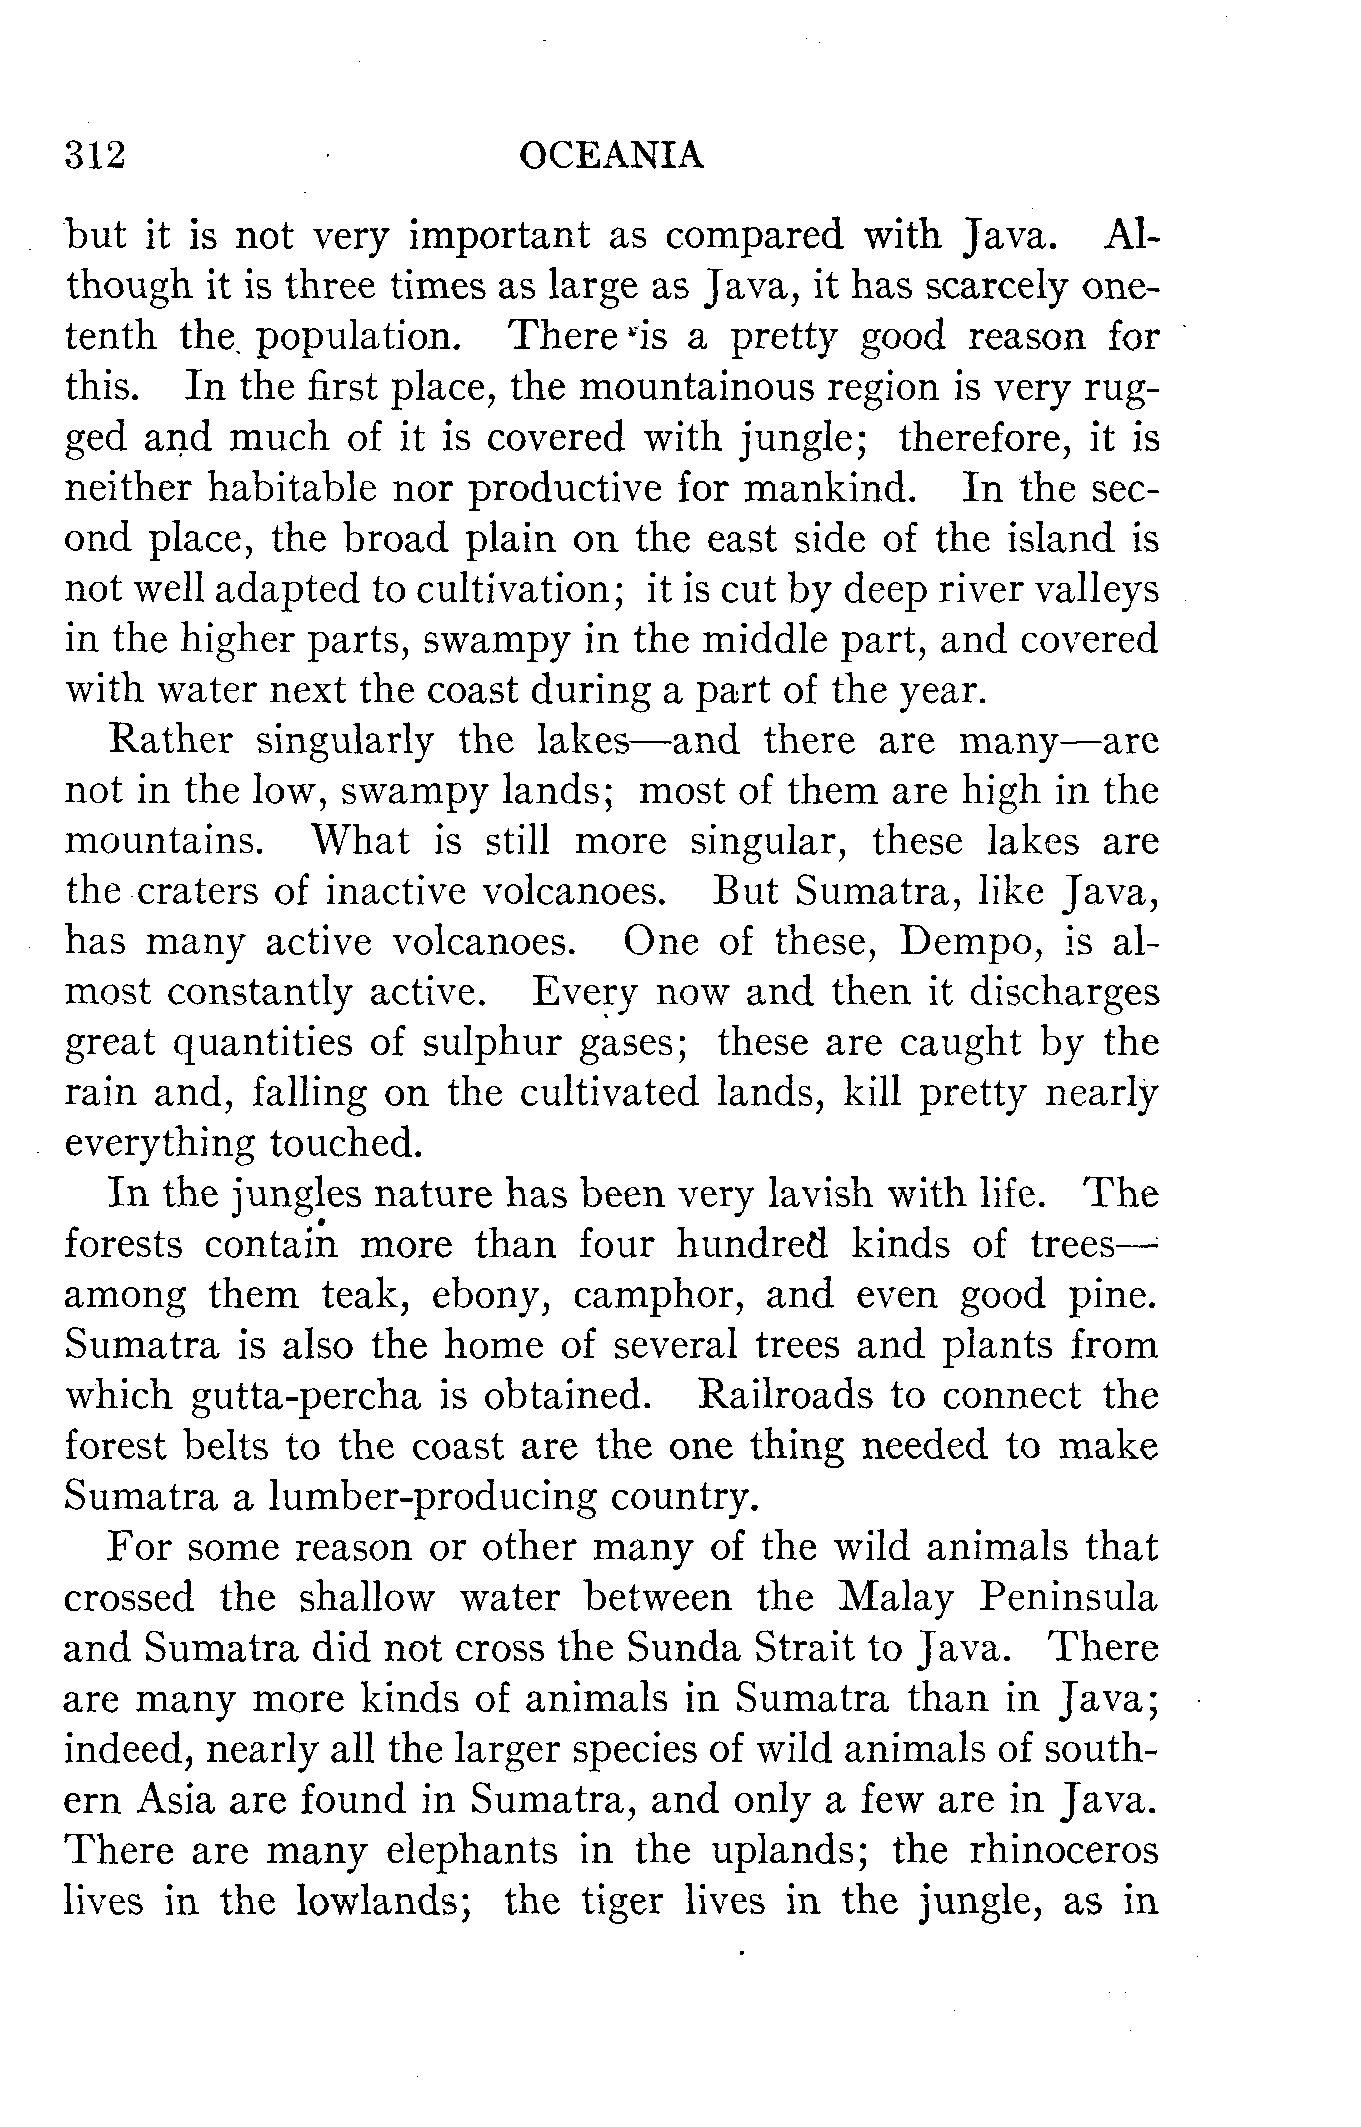 312 OCEANIA
but it is not very important as compared with Java. Al-
though it is three times as large as Java, it has scarcely one-
tenth the population. There is a pretty good reason for
this. In the first place, the mountainous region is very rug-
ged and much of it is covered with jungle; therefore, it is
neither habitable nor productive for mankind. In the sec-
ond place, the broad plain on the east side of the island is
not well adapted to cultivation; it is cut by deep river valleys
in the higher parts, swampy in the middle part, and covered
with water next the coast during a part of the year.
Rather singularly the lakes—and there are many—are
not in the low, swampy lands; most of them are high in the
mountains. What is still more singular, these lakes are
the craters of inactive volcanoes. But Sumatra, like Java,
has many active volcanoes. One of these, Dempo, is al-
most constantly active. Every now and then it discharges
great quantities of sulphur gases; these are caught by the
rain and, falling on the cultivated lands, kill pretty nearly
everything touched.
In the jungles nature has been very lavish with life. The
forests contain more than four hundred kinds of trees—
among them teak, ebony, camphor, and even good pine.
Sumatra is also the home of several trees and plants from
which gutta-percha is obtained. Railroads to connect the
forest belts to the coast are the one thing needed to make
Sumatra a lumber-producing country.
For some reason or other many of the wild animals that
crossed the shallow water between the Malay Peninsula
and Sumatra did not cross the Sunda Strait to Java. There
are many more kinds of animals in Sumatra than in Java;
indeed, nearly all the larger species of wild animals of south-
ern Asia are found in Sumatra, and only a few are in Java.
There are many elephants in the uplands; the rhinoceros
lives in the lowlands; the tiger lives in the jungle, as in